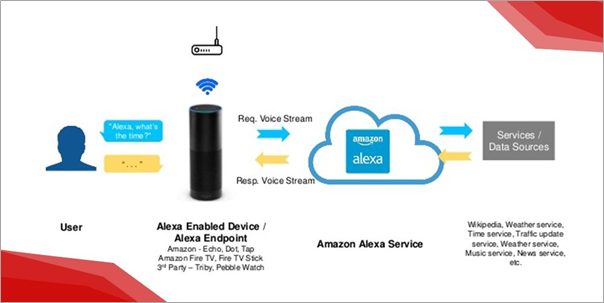 "Alexa, what's
the time?"
"..."
Req. Voice Stream
Resp. Voice Stream
amazon
alexa
Services /
Data Sources
User
Alexa Enabled Device /
Alexa Endpoint
Amazon - Echo, Dot, Tap
Amazon Fire TV, Fire TV Stick
3rd Party – Triby, Pebble Watch
Amazon Alexa Service
Wikipedia, Weather service,
Time service, Traffic update
service, Weather service,
Music service, News service,
etc.